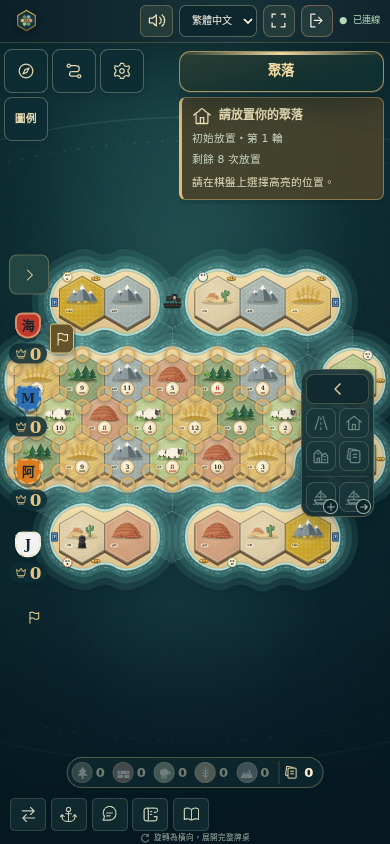 繁體中文
已連線
聚落
圖例
請放置你的聚落
初始放置・第 1 輪
剩餘 8 次放置
請在棋盤上選擇高亮的位置。
海
0
M
0
阿
0
J
0
9
11
5
6
4
10
8
4
12
5
2
9
3
8
10
3
0
0
0
0
0
0
旋轉為橫向，展開完整牌桌